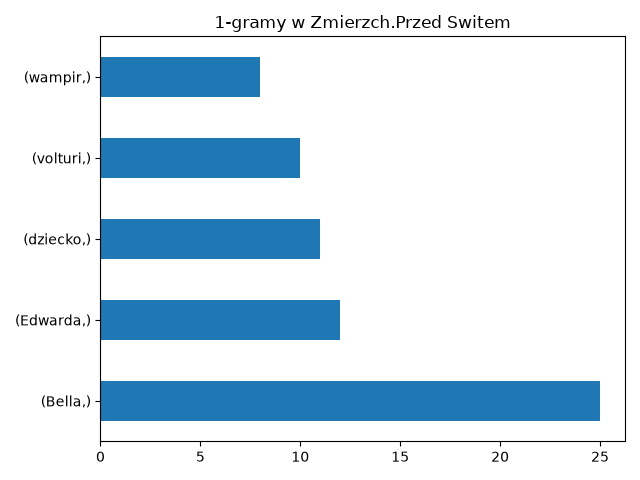 1-gramy w Zmierzch.Przed Switem
(wampir,)
(volturi,)
(dziecko,)
(Edwarda,)
(Bella,)
0 5 10 15 20 25